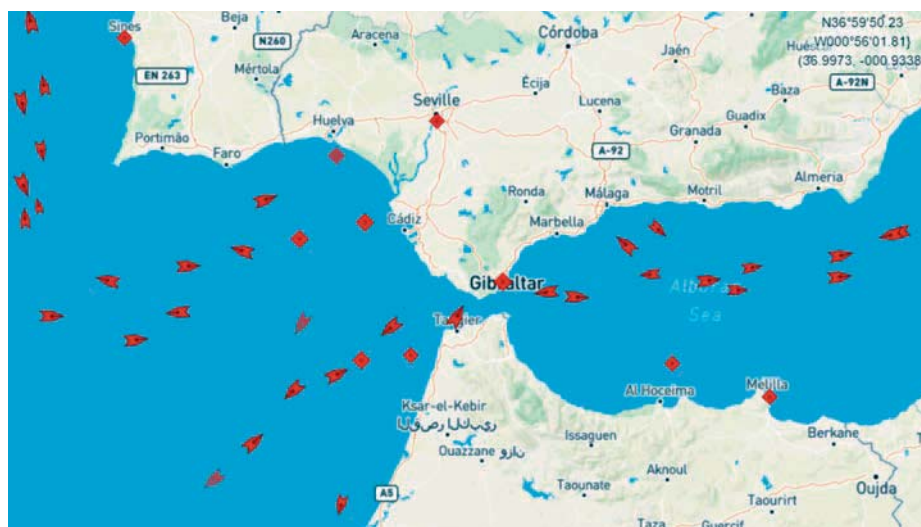 Sines
Beja
Aracena
Córdoba
N36°59'50.23
W000°56'01.81)
(36.9973, -000.9338
N260
Jaén
EN 263
Mértola
Écija
Baza
A-92N
Seville
Lucena
Portimão
Huelva
Guadix
Faro
A-92
Granada
Ronda
Málaga
Motril
Almeria
Cádiz
Marbella
Gibraltar
Alboran
Sea
Tangier
Al Hoceima
Melilla
Ksar-el-Kebir
القصر الكبير
Issaguen
Berkane
Ouazzane وزان
Aknoul
Oujda
A5
Taounate
Taourirt
Taza
Guercif